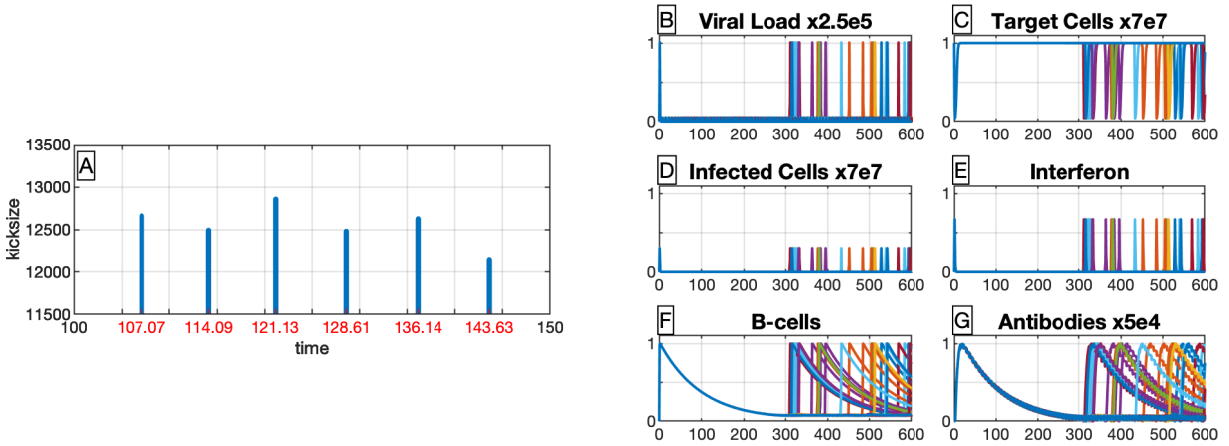 A
13500
13000
12500
12000
11500
kicksize
100 107.07 114.09 121.13 128.61 136.14 143.63 150
time
B Viral Load x2.5e5
1
0
0 100 200 300 400 500 600
C Target Cells x7e7
1
0
0 100 200 300 400 500 600
D Infected Cells x7e7
1
0
0 100 200 300 400 500 600
E Interferon
1
0
0 100 200 300 400 500 600
F B-cells
1
0
0 100 200 300 400 500 600
G Antibodies x5e4
1
0
0 100 200 300 400 500 600